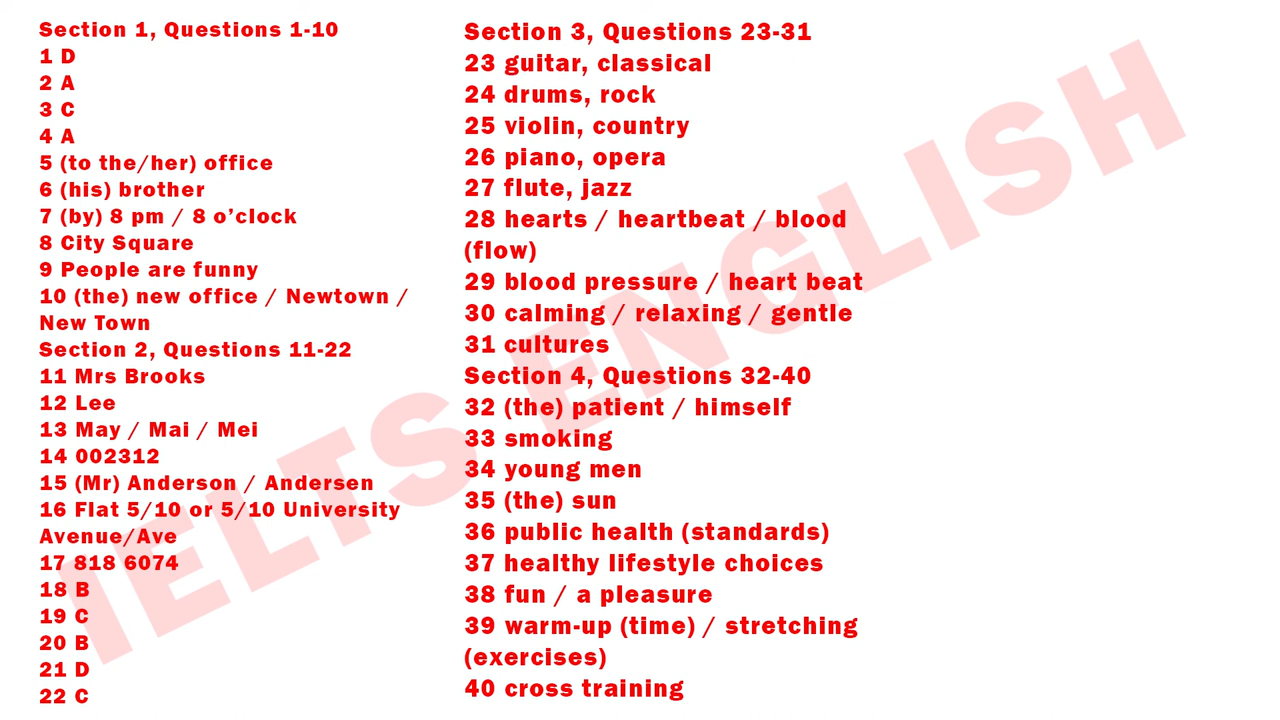 Section 1, Questions 1-10
1 D
2 A
3 C
4 A
5 (to the/her) office
6 (his) brother
7 (by) 8 pm / 8 o’clock
8 City Square
9 People are funny
10 (the) new office / Newtown /
New Town
Section 2, Questions 11-22
11 Mrs Brooks
12 Lee
13 May / Mai / Mei
14 002312
15 (Mr) Anderson / Andersen
16 Flat 5/10 or 5/10 University
Avenue/Ave
17 818 6074
18 B
19 C
20 B
21 D
22 C
Section 3, Questions 23-31
23 guitar, classical
24 drums, rock
25 violin, country
26 piano, opera
27 flute, jazz
28 hearts / heartbeat / blood
(flow)
29 blood pressure / heart beat
30 calming / relaxing / gentle
31 cultures
Section 4, Questions 32-40
32 (the) patient / himself
33 smoking
34 young men
35 (the) sun
36 public health (standards)
37 healthy lifestyle choices
38 fun / a pleasure
39 warm-up (time) / stretching
(exercises)
40 cross training
IELTS ENGLISH